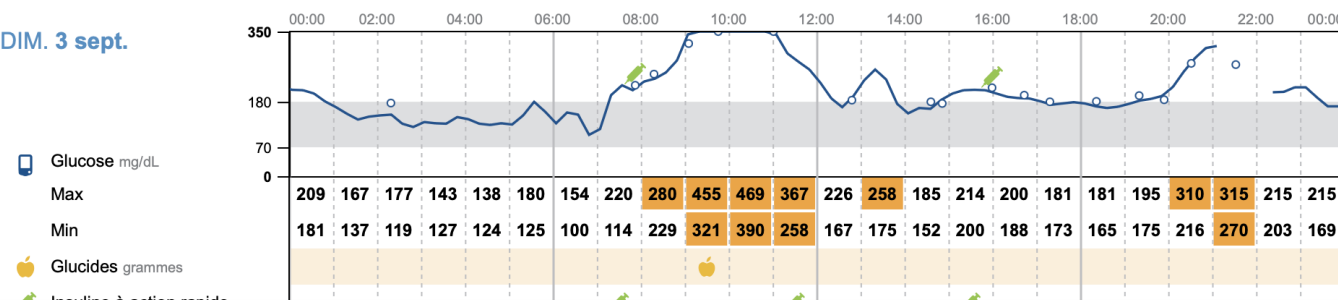 00:00 02:00 04:00 06:00 08:00 10:00 12:00 14:00 16:00 18:00 20:00 22:00 00:0
DIM. 3 sept.
350
180
70
0
Glucose mg/dL
Max 209 167 177 143 138 180 154 220 280 455 469 367 226 258 185 214 200 181 181 195 310 315 215 215
Min 181 137 119 127 124 125 100 114 229 321 390 258 167 175 152 200 188 173 165 175 216 270 203 169
Glucides grammes
Insuline à action rapide